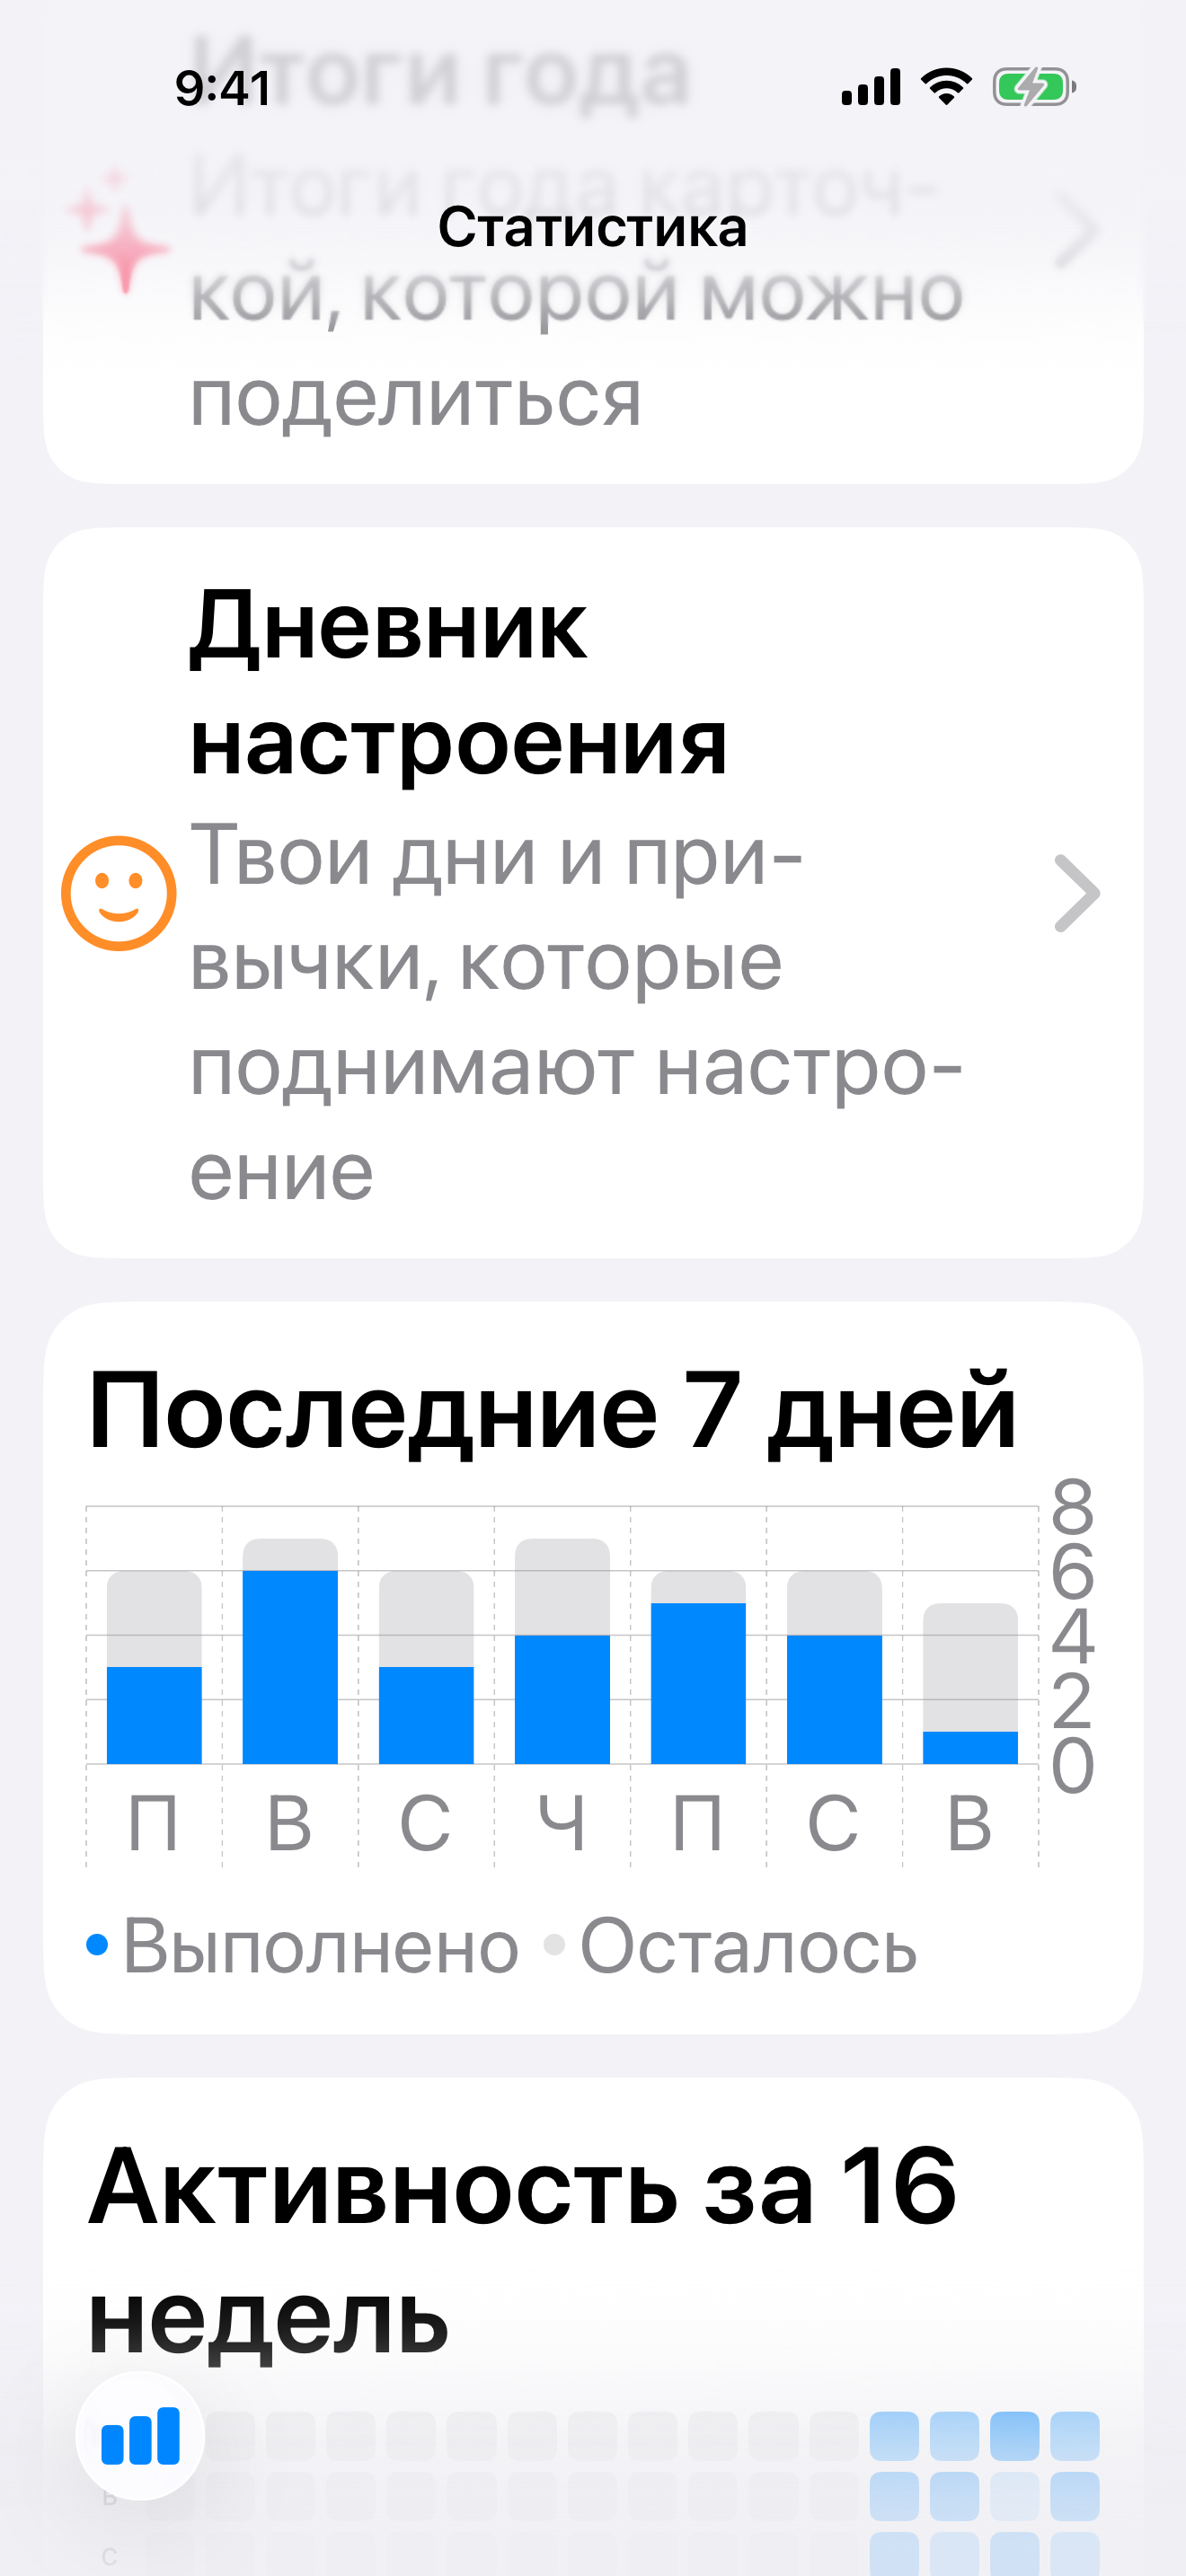 Итоги года
9:41
Итоги года карточ-
Статистика
кой, которой можно
поделиться
Дневник
настроения
Твои дни и при-
вычки, которые
поднимают настро-
ение
Последние 7 дней
8
6
4
2
0
П В С Ч П С В
Выполнено Осталось
Активность за 16
недель
В
С